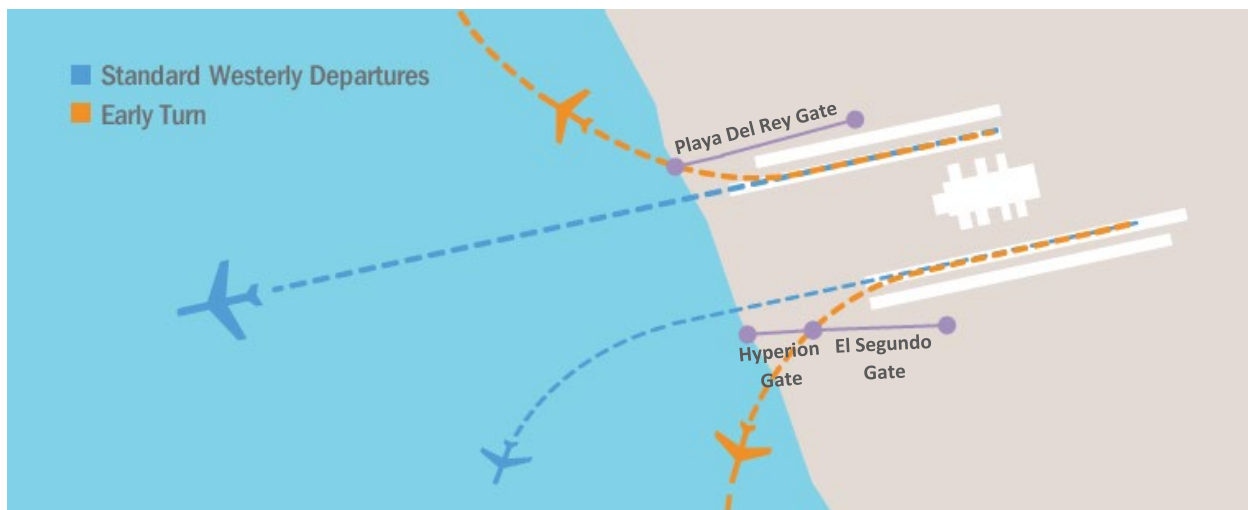 Standard Westerly Departures
Early Turn
Playa Del Rey Gate
Hyperion
Gate
El Segundo
Gate